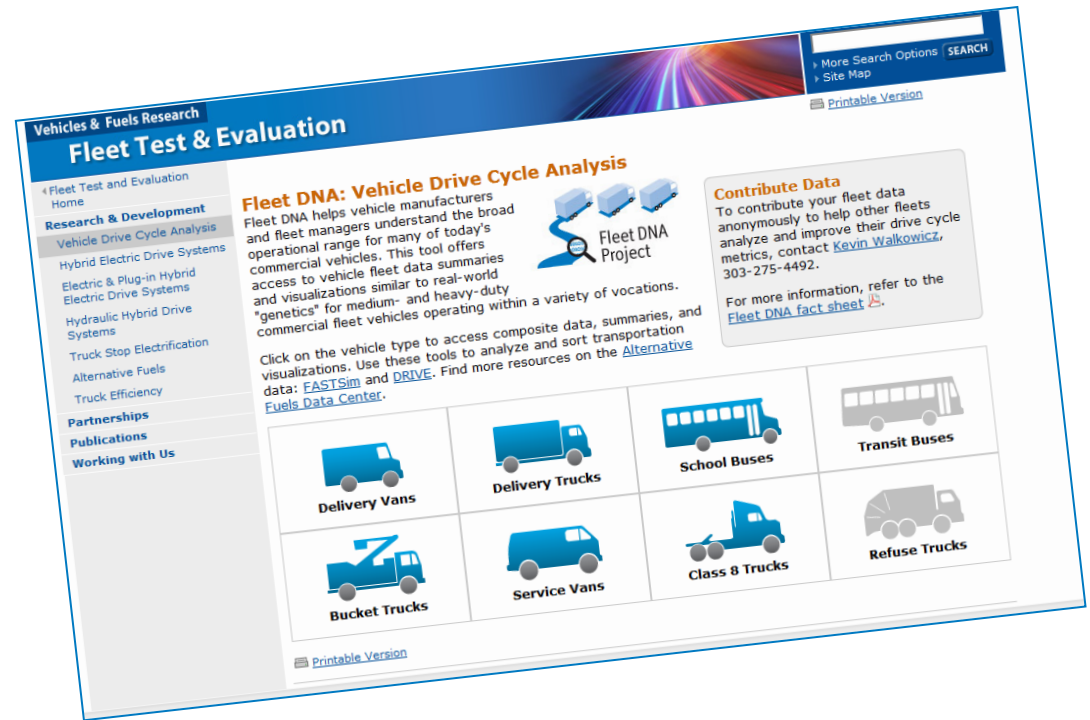 Vehicles & Fuels Research
Fleet Test & Evaluation
More Search Options SEARCH
Site Map
Printable Version
Fleet Test and Evaluation
Home
Research & Development
Vehicle Drive Cycle Analysis
Hybrid Electric Drive Systems
Electric & Plug-in Hybrid
Electric Drive Systems
Hydraulic Hybrid Drive
Systems
Truck Stop Electrification
Alternative Fuels
Truck Efficiency
Partnerships
Publications
Working with Us
Fleet DNA: Vehicle Drive Cycle Analysis
Fleet DNA helps vehicle manufacturers
and fleet managers understand the broad
operational range for many of today's
commercial vehicles. This tool offers
access to vehicle fleet data summaries
and visualizations similar to real-world
"genetics" for medium- and heavy-duty
commercial fleet vehicles operating within a variety of vocations.
Fleet DNA
Project
Click on the vehicle type to access composite data, summaries, and
visualizations. Use these tools to analyze and sort transportation
data: FASTSim and DRIVE. Find more resources on the Alternative
Fuels Data Center.
Contribute Data
To contribute your fleet data
anonymously to help other fleets
analyze and improve their drive cycle
metrics, contact Kevin Walkowicz,
303-275-4492.
For more information, refer to the
Fleet DNA fact sheet.
Delivery Vans
Delivery Trucks
School Buses
Transit Buses
Bucket Trucks
Service Vans
Class 8 Trucks
Refuse Trucks
Printable Version